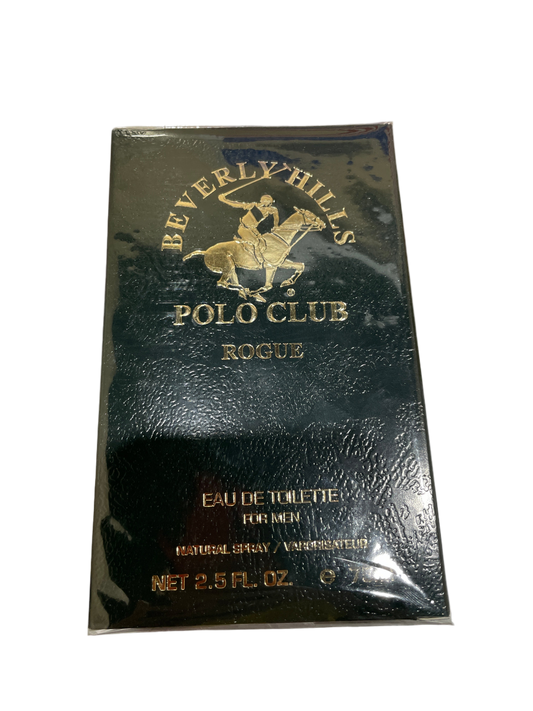 BEVERLY HILLS
®
POLO CLUB
ROGUE
EAU DE TOILETTE
FOR MEN
NATURAL SPRAY / VAPORISATEUR
NET 2.5 FL. OZ. ℮